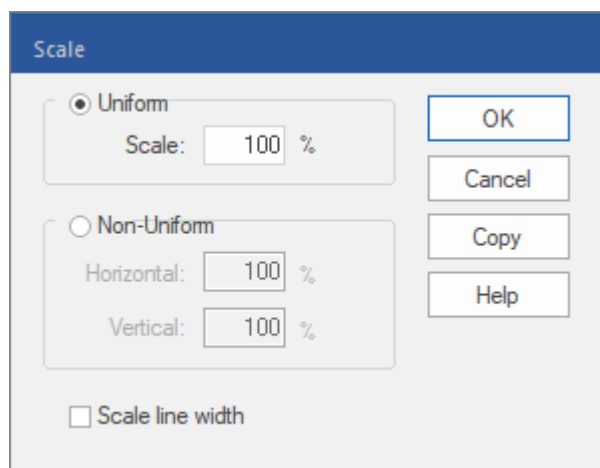 Scale
Uniform
Scale: 100 %
Non-Uniform
Horizontal: 100 %
Vertical: 100 %
Scale line width
OK
Cancel
Copy
Help